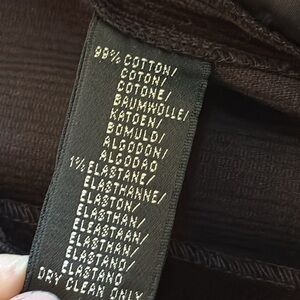 99% COTTON/
COTON/
COTONE/
BAUMWOLLE/
KATOEN/
BOMULD/
ALGODON/
ALGODAO
1% ELASTANE/
ELASTHANNE/
ELASTON/
ELASTAN/
ELEASTAAN/
ELASTHAN/
ELASTANO/
ELASTANO
DRY CLEAN ONLY